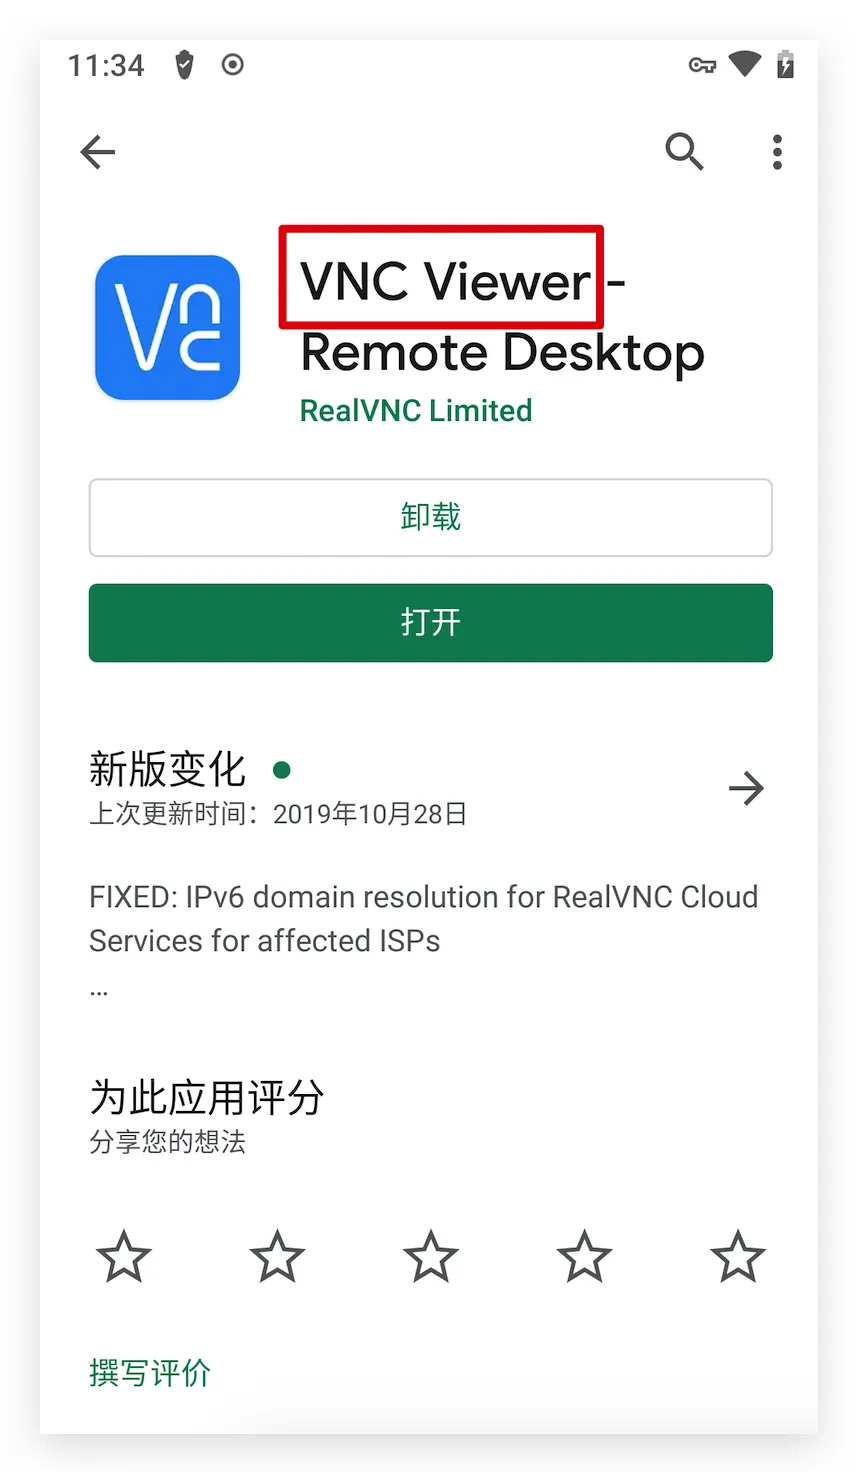 11:34
Vnc
VNC Viewer -
Remote Desktop
RealVNC Limited
卸载
打开
新版变化
上次更新时间：2019年10月28日
FIXED: IPv6 domain resolution for RealVNC Cloud
Services for affected ISPs
...
为此应用评分
分享您的想法
撰写评价